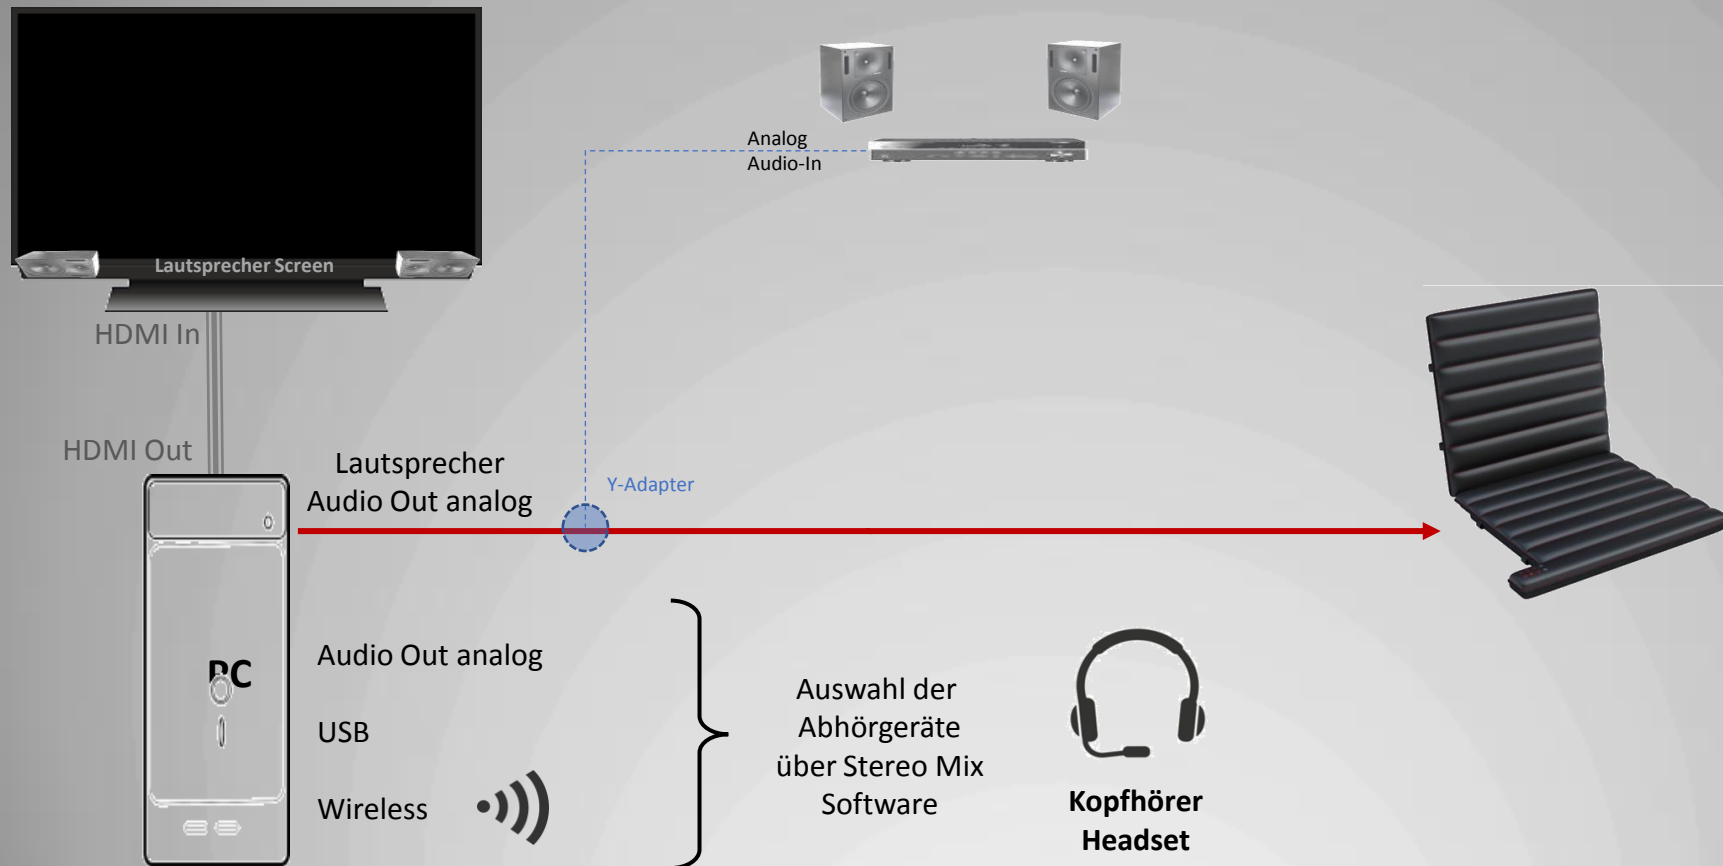 Lautsprecher Screen
Analog
Audio-In
HDMI In
HDMI Out
Lautsprecher
Audio Out analog
Y-Adapter
PC
Audio Out analog
USB
Wireless
Auswahl der
Abhörgeräte
über Stereo Mix
Software
Kopfhörer
Headset